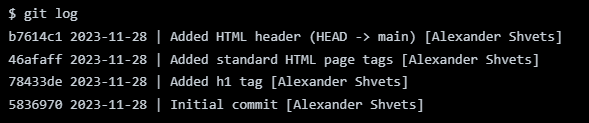 $ git log
b7614c1 2023-11-28 | Added HTML header (HEAD -> main) [Alexander Shvets]
46afaff 2023-11-28 | Added standard HTML page tags [Alexander Shvets]
78433de 2023-11-28 | Added h1 tag [Alexander Shvets]
5836970 2023-11-28 | Initial commit [Alexander Shvets]